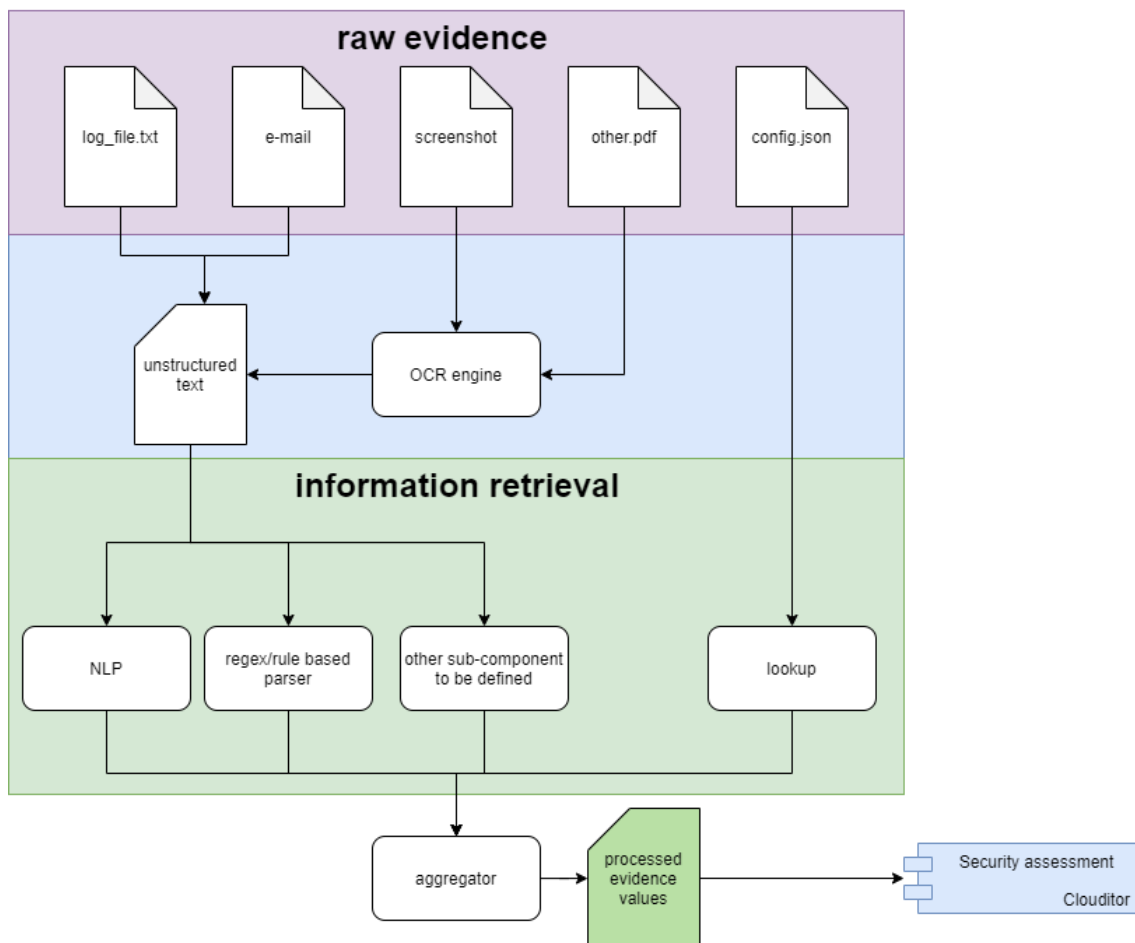 raw evidence
log_file.txt
e-mail
screenshot
other.pdf
config.json
unstructured
text
OCR engine
information retrieval
NLP
regex/rule based
parser
other sub-component
to be defined
lookup
aggregator
processed
evidence
values
Security assessment
Clouditor